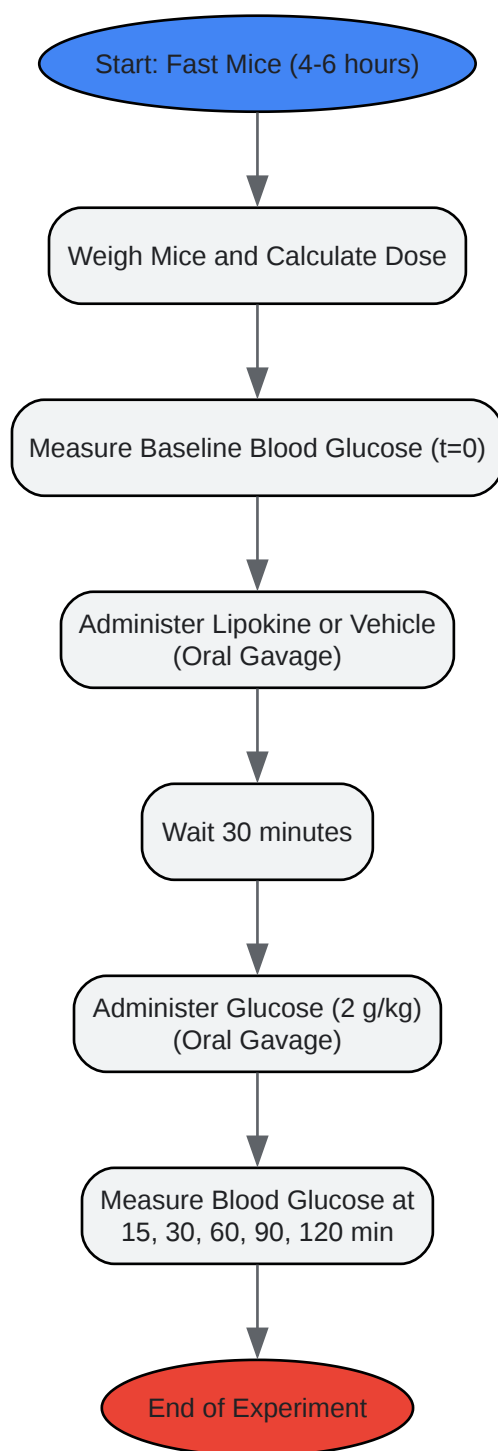 Start: Fast Mice (4-6 hours)
Weigh Mice and Calculate Dose
Measure Baseline Blood Glucose (t=0)
Administer Lipokine or Vehicle
(Oral Gavage)
Wait 30 minutes
Administer Glucose (2 g/kg)
(Oral Gavage)
Measure Blood Glucose at
15, 30, 60, 90, 120 min
End of Experiment